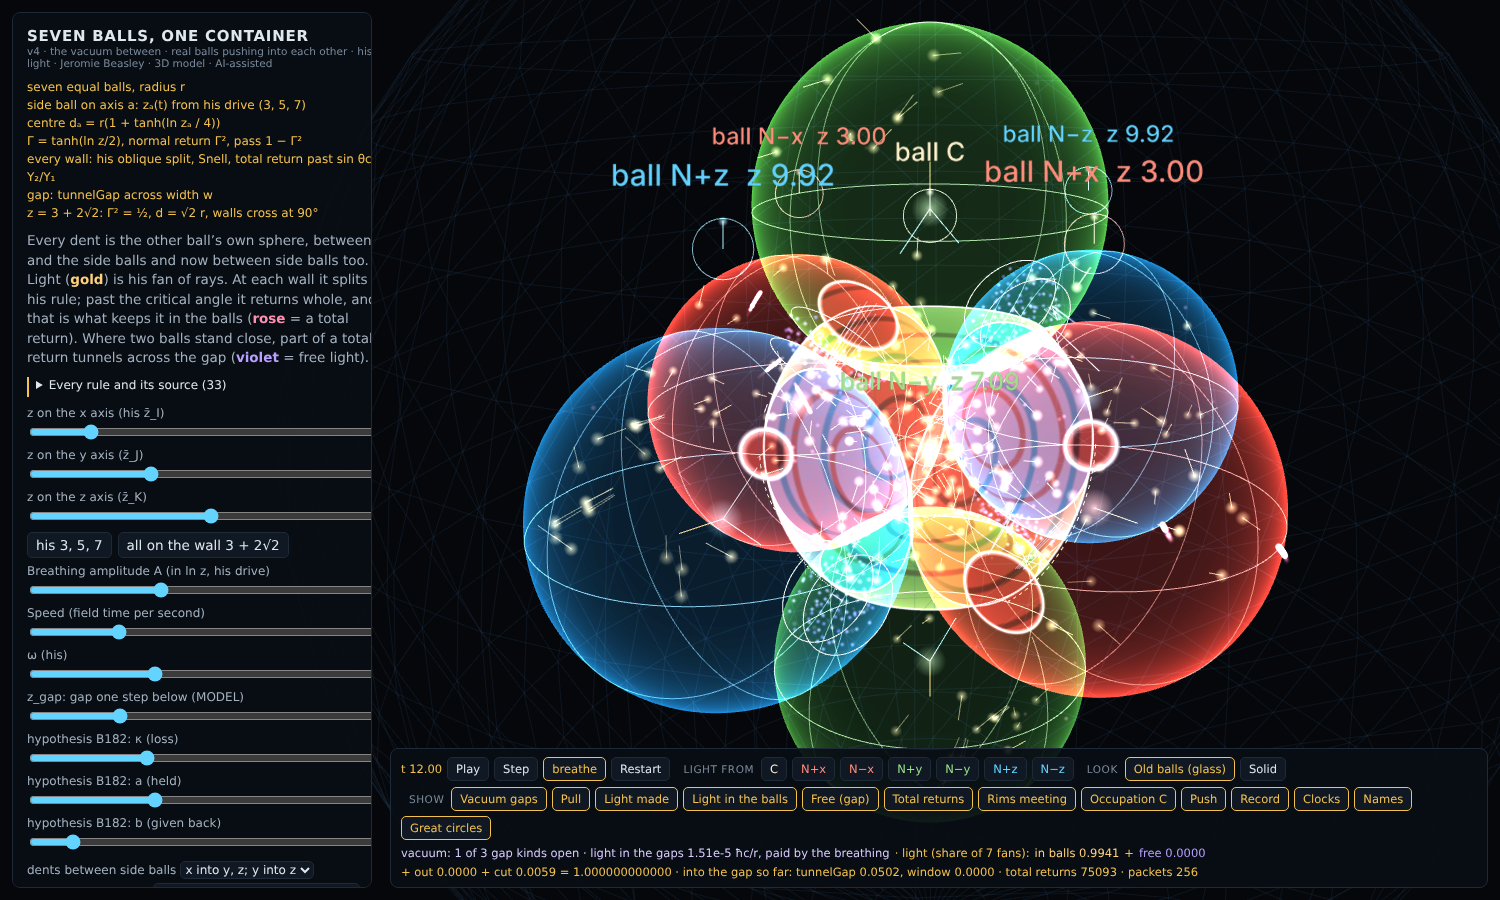 SEVEN BALLS, ONE CONTAINER
v4 · the vacuum between · real balls pushing into each other · his
light · Jeromie Beasley · 3D model · AI-assisted
seven equal balls, radius r
side ball on axis a: zₐ(t) from his drive (3, 5, 7)
centre dₐ = r(1 + tanh(ln zₐ / 4))
Γ = tanh(ln z/2), normal return Γ², pass 1 − Γ²
every wall: his oblique split, Snell, total return past sin θc
Y₂/Y₁
gap: tunnelGap across width w
z = 3 + 2√2: Γ² = ½, d = √2 r, walls cross at 90°
Every dent is the other ball’s own sphere, between
and the side balls and now between side balls too.
Light (gold) is his fan of rays. At each wall it splits
his rule; past the critical angle it returns whole, and
that is what keeps it in the balls (rose = a total
return). Where two balls stand close, part of a total
return tunnels across the gap (violet = free light).
▶ Every rule and its source (33)
z on the x axis (his z̄_I)
z on the y axis (z̄_J)
z on the z axis (z̄_K)
his 3, 5, 7 all on the wall 3 + 2√2
Breathing amplitude A (in ln z, his drive)
Speed (field time per second)
ω (his)
z_gap: gap one step below (MODEL)
hypothesis B182: κ (loss)
hypothesis B182: a (held)
hypothesis B182: b (given back)
dents between side balls x into y, z; y into z
ball N−x z 3.00
ball N−z z 9.92
ball C
ball N+z z 9.92
ball N+x z 3.00
ball N−y z 7.09
t 12.00 Play Step breathe Restart LIGHT FROM C N+x N−x N+y N−y N+z N−z LOOK Old balls (glass) Solid
SHOW Vacuum gaps Pull Light made Light in the balls Free (gap) Total returns Rims meeting Occupation C Push Record Clocks Names
Great circles
vacuum: 1 of 3 gap kinds open · light in the gaps 1.51e-5 ħc/r, paid by the breathing · light (share of 7 fans): in balls 0.9941 + free 0.0000
+ out 0.0000 + cut 0.0059 = 1.000000000000 · into the gap so far: tunnelGap 0.0502, window 0.0000 · total returns 75093 · packets 256